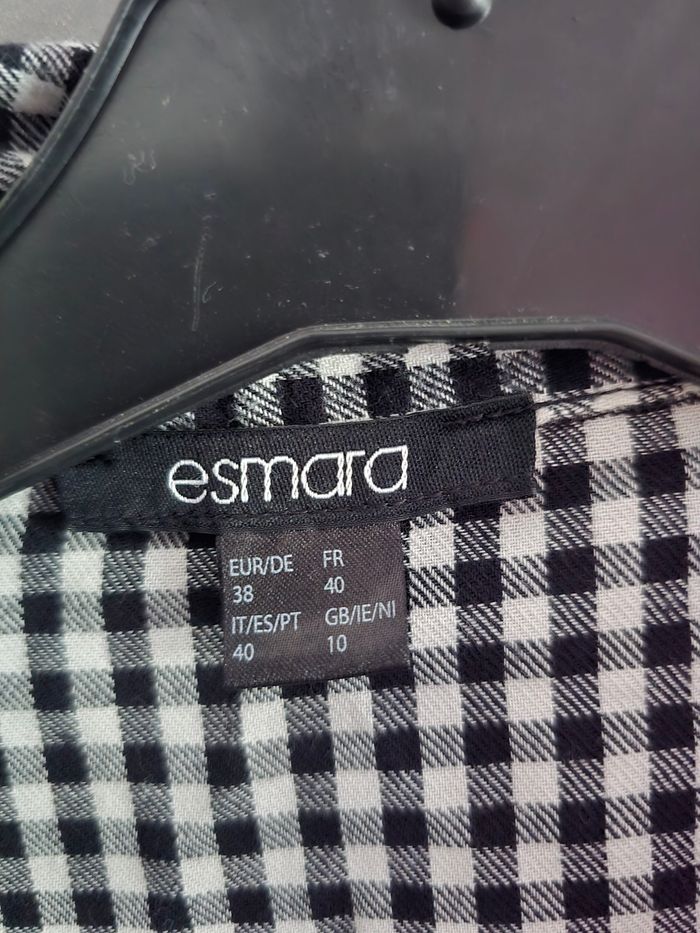 esmara
EUR/DE FR
38 40
IT/ES/PT GB/IE/NI
40 10